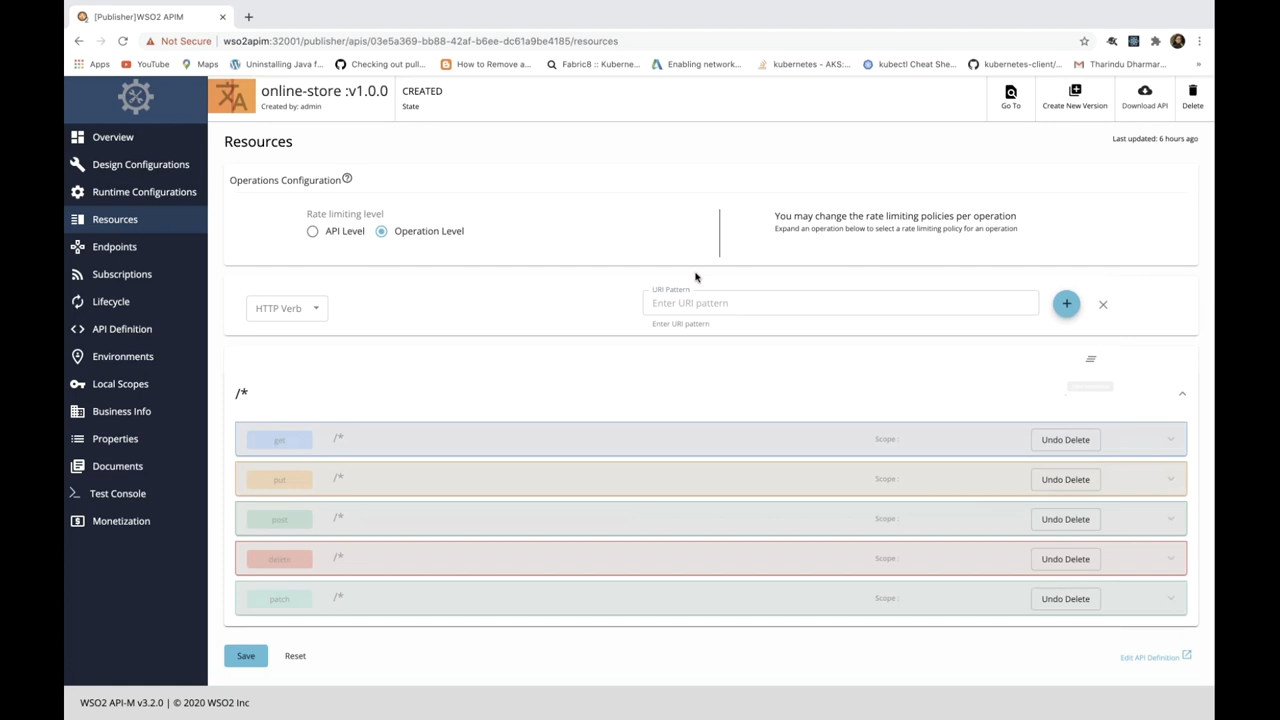 [Publisher]WSO2 APIM
Not Secure wso2apim:32001/publisher/apis/03e5a369-bb88-42af-b6ee-dc61a9be4185/resources
Apps YouTube Maps Uninstalling Java f... Checking out pull... How to Remove a... Fabric8 :: Kuberne... Enabling network... kubernetes - AKS:... kubectl Cheat She... kubernetes-client/... Tharindu Dharmar... »
online-store :v1.0.0
Created by: admin
CREATED
State
Go To
Create New Version
Download API
Delete
Overview
Design Configurations
Runtime Configurations
Resources
Endpoints
Subscriptions
Lifecycle
API Definition
Environments
Local Scopes
Business Info
Properties
Documents
Test Console
Monetization
Resources
Last updated: 6 hours ago
Operations Configuration
Rate limiting level
API Level
Operation Level
You may change the rate limiting policies per operation
Expand an operation below to select a rate limiting policy for an operation
HTTP Verb
URI Pattern
Enter URI pattern
Enter URI pattern
/*
get /* Scope : Undo Delete
put /* Scope : Undo Delete
post /* Scope : Undo Delete
delete /* Scope : Undo Delete
patch /* Scope : Undo Delete
Save
Reset
Edit API Definition
WSO2 API-M v3.2.0 | © 2020 WSO2 Inc